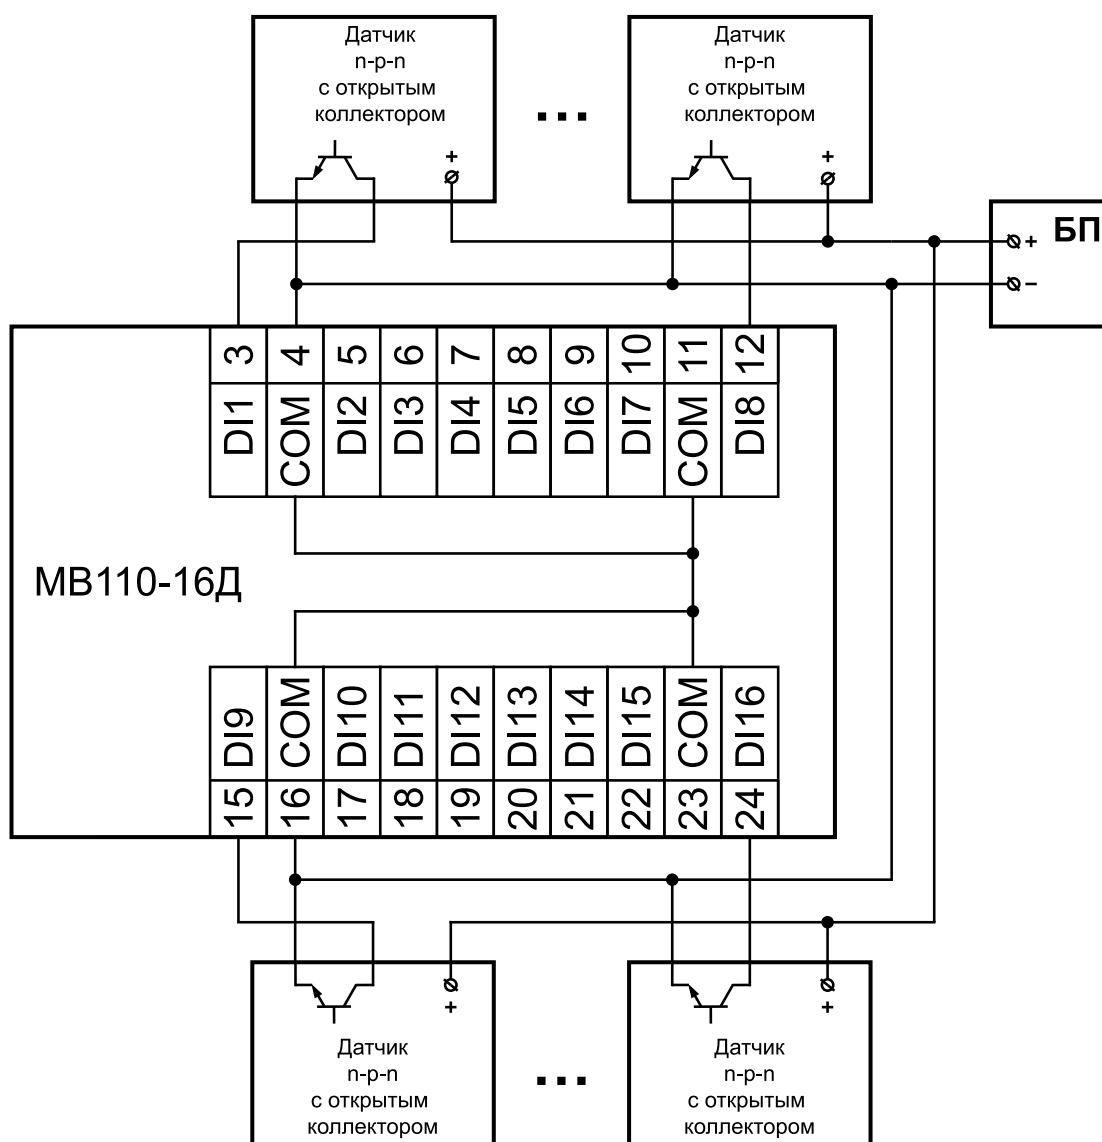 Датчик
n-p-n
с открытым
коллектором
+
...
Датчик
n-p-n
с открытым
коллектором
+
БП
+
−
3 4 5 6 7 8 9 10 11 12
DI1 COM DI2 DI3 DI4 DI5 DI6 DI7 COM DI8
МВ110-16Д
DI9 COM DI10 DI11 DI12 DI13 DI14 DI15 COM DI16
15 16 17 18 19 20 21 22 23 24
+
Датчик
n-p-n
с открытым
коллектором
...
+
Датчик
n-p-n
с открытым
коллектором